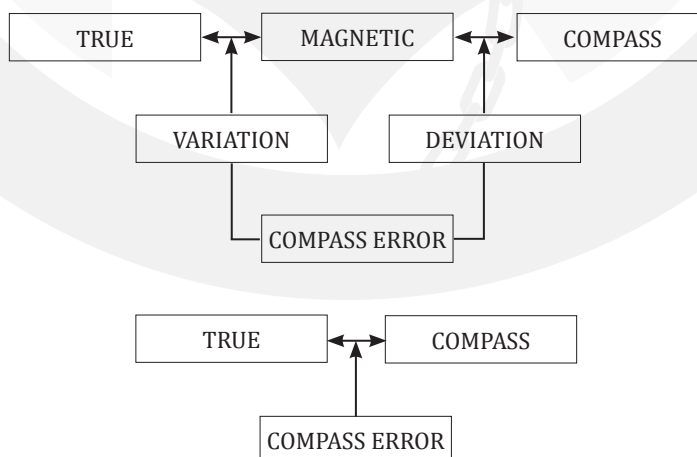 TRUE
MAGNETIC
COMPASS
VARIATION
DEVIATION
COMPASS ERROR
TRUE
COMPASS
COMPASS ERROR